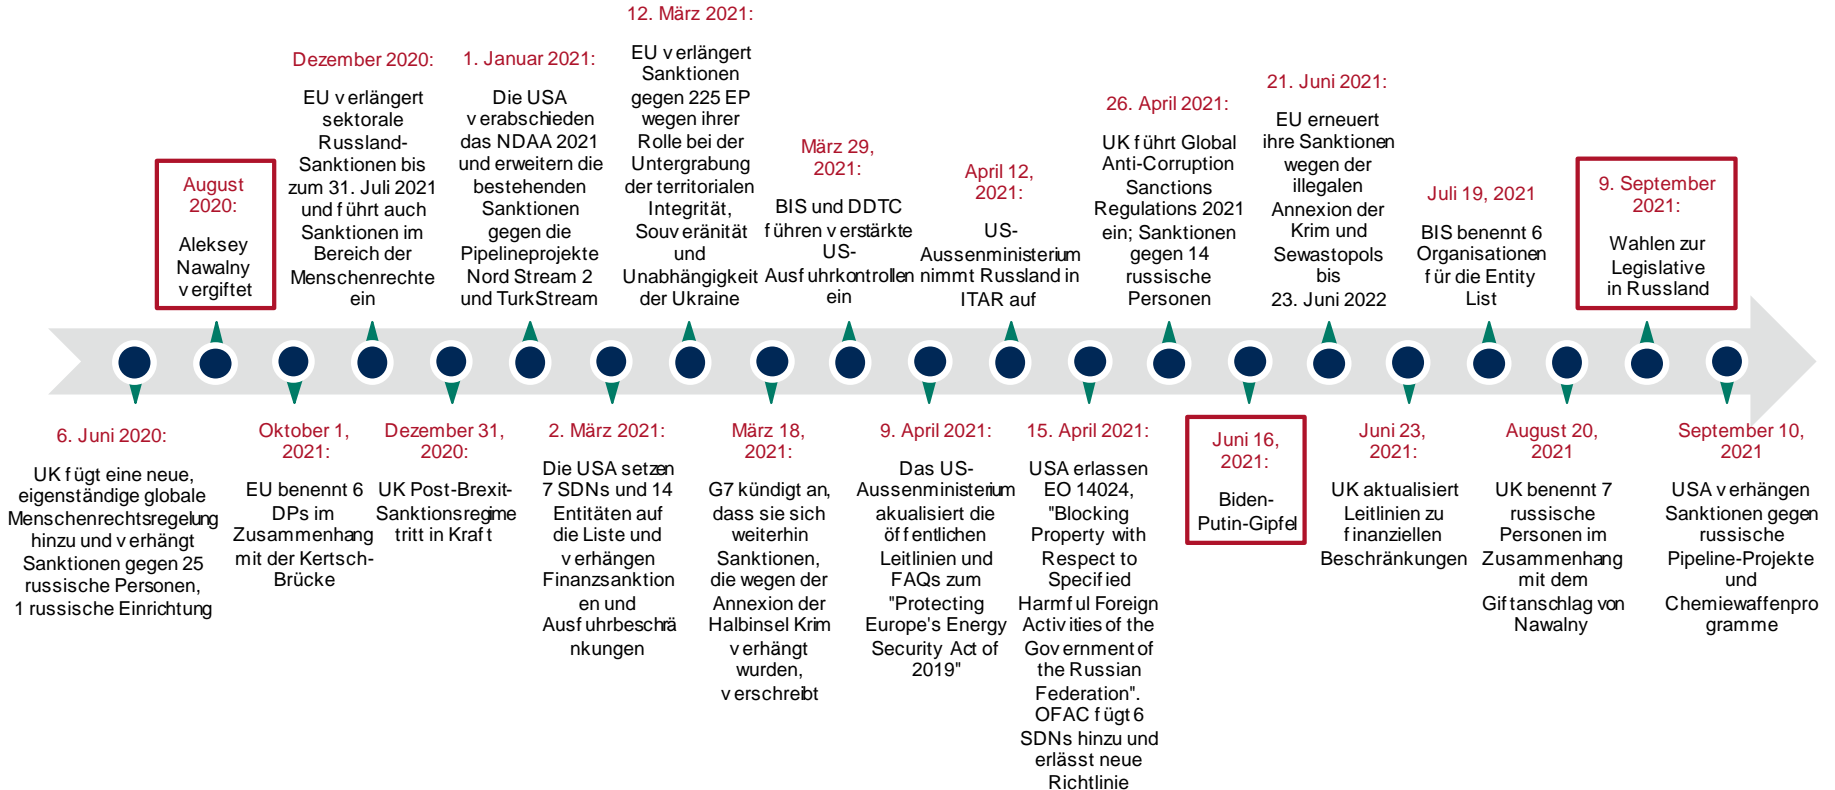 12. März 2021:
EU verlängert
Sanktionen
gegen 225 EP
wegen ihrer
Rolle bei der
Untergrabung
der territorialen
Integrität,
Souveränität
und
Unabhängigkeit
der Ukraine
Dezember 2020:
EU verlängert
sektorale
Russland-
Sanktionen bis
zum 31. Juli 2021
und führt auch
Sanktionen im
Bereich der
Menschenrechte
ein
1. Januar 2021:
Die USA
verabschieden
das NDAA 2021
und erweitern die
bestehenden
Sanktionen
gegen die
Pipelineprojekte
Nord Stream 2
und TurkStream
August
2020:
Aleksey
Nawalny
vergiftet
März 29,
2021:
BIS und DDTC
führen verstärkte
US-
Ausfuhrkontrollen
ein
April 12,
2021:
US-
Aussenministerium
nimmt Russland in
ITAR auf
26. April 2021:
UK führt Global
Anti-Corruption
Sanctions
Regulations 2021
ein; Sanktionen
gegen 14
russische
Personen
21. Juni 2021:
EU erneuert
ihre Sanktionen
wegen der
illegalen
Annexion der
Krim und
Sewastopols
bis
23. Juni 2022
Juli 19, 2021
BIS benennt 6
Organisationen
für die Entity
List
9. September
2021:
Wahlen zur
Legislative
in Russland
6. Juni 2020:
UK fügt eine neue,
eigenständige globale
Menschenrechtsregelung
hinzu und verhängt
Sanktionen gegen 25
russische Personen,
1 russische Einrichtung
Oktober 1,
2021:
EU benennt 6
DPs im
Zusammenhang
mit der Kertsch-
Brücke
Dezember 31,
2020:
UK Post-Brexit-
Sanktionsregime
tritt in Kraft
2. März 2021:
Die USA setzen
7 SDNs und 14
Entitäten auf
die Liste und
verhängen
Finanzsanktion
en und
Ausfuhrbeschrä
nkungen
März 18,
2021:
G7 kündigt an,
dass sie sich
weiterhin
Sanktionen,
die wegen der
Annexion der
Halbinsel Krim
verhängt
wurden,
verschreibt
9. April 2021:
Das US-
Aussenministerium
akualisiert die
öffentlichen
Leitlinien und
FAQs zum
"Protecting
Europe's Energy
Security Act of
2019"
15. April 2021:
USA erlassen
EO 14024,
"Blocking
Property with
Respect to
Specified
Harmful Foreign
Activities of the
Government of
the Russian
Federation".
OFAC fügt 6
SDNs hinzu und
erlässt neue
Richtlinie
Juni 16,
2021:
Biden-
Putin-Gipfel
Juni 23,
2021:
UK aktualisiert
Leitlinien zu
finanziellen
Beschränkungen
August 20,
2021
UK benennt 7
russische
Personen im
Zusammenhang
mit dem
Giftanschlag von
Nawalny
September 10,
2021
USA verhängen
Sanktionen gegen
russische
Pipeline-Projekte
und
Chemiewaffenpro
gramme